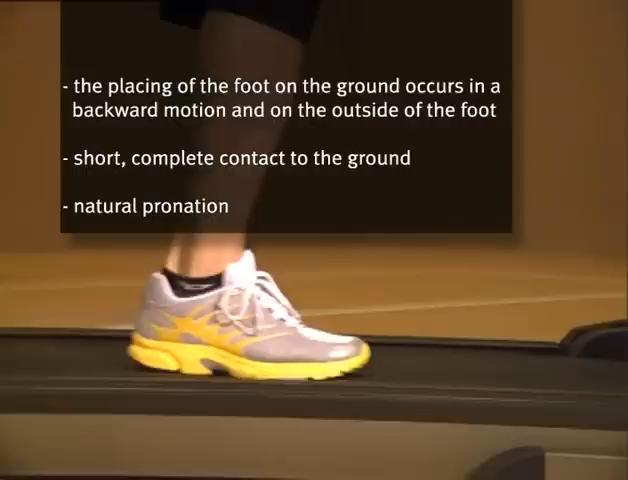 - the placing of the foot on the ground occurs in a
backward motion and on the outside of the foot
- short, complete contact to the ground
- natural pronation